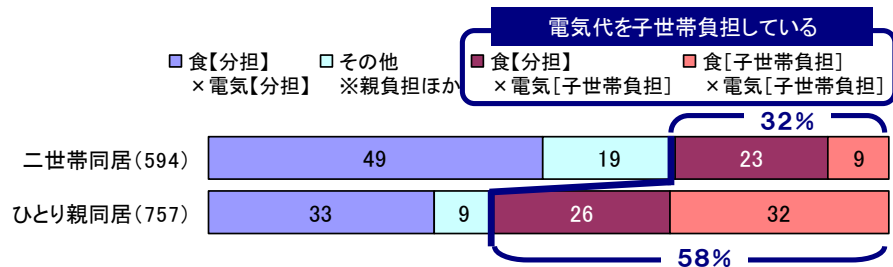 電気代を子世帯負担している
食【分担】
×電気【分担】
その他
※親負担ほか
食【分担】
×電気[子世帯負担]
食[子世帯負担]
×電気[子世帯負担]
32%
二世帯同居(594) 49 19 23 9
ひとり親同居(757) 33 9 26 32
58%